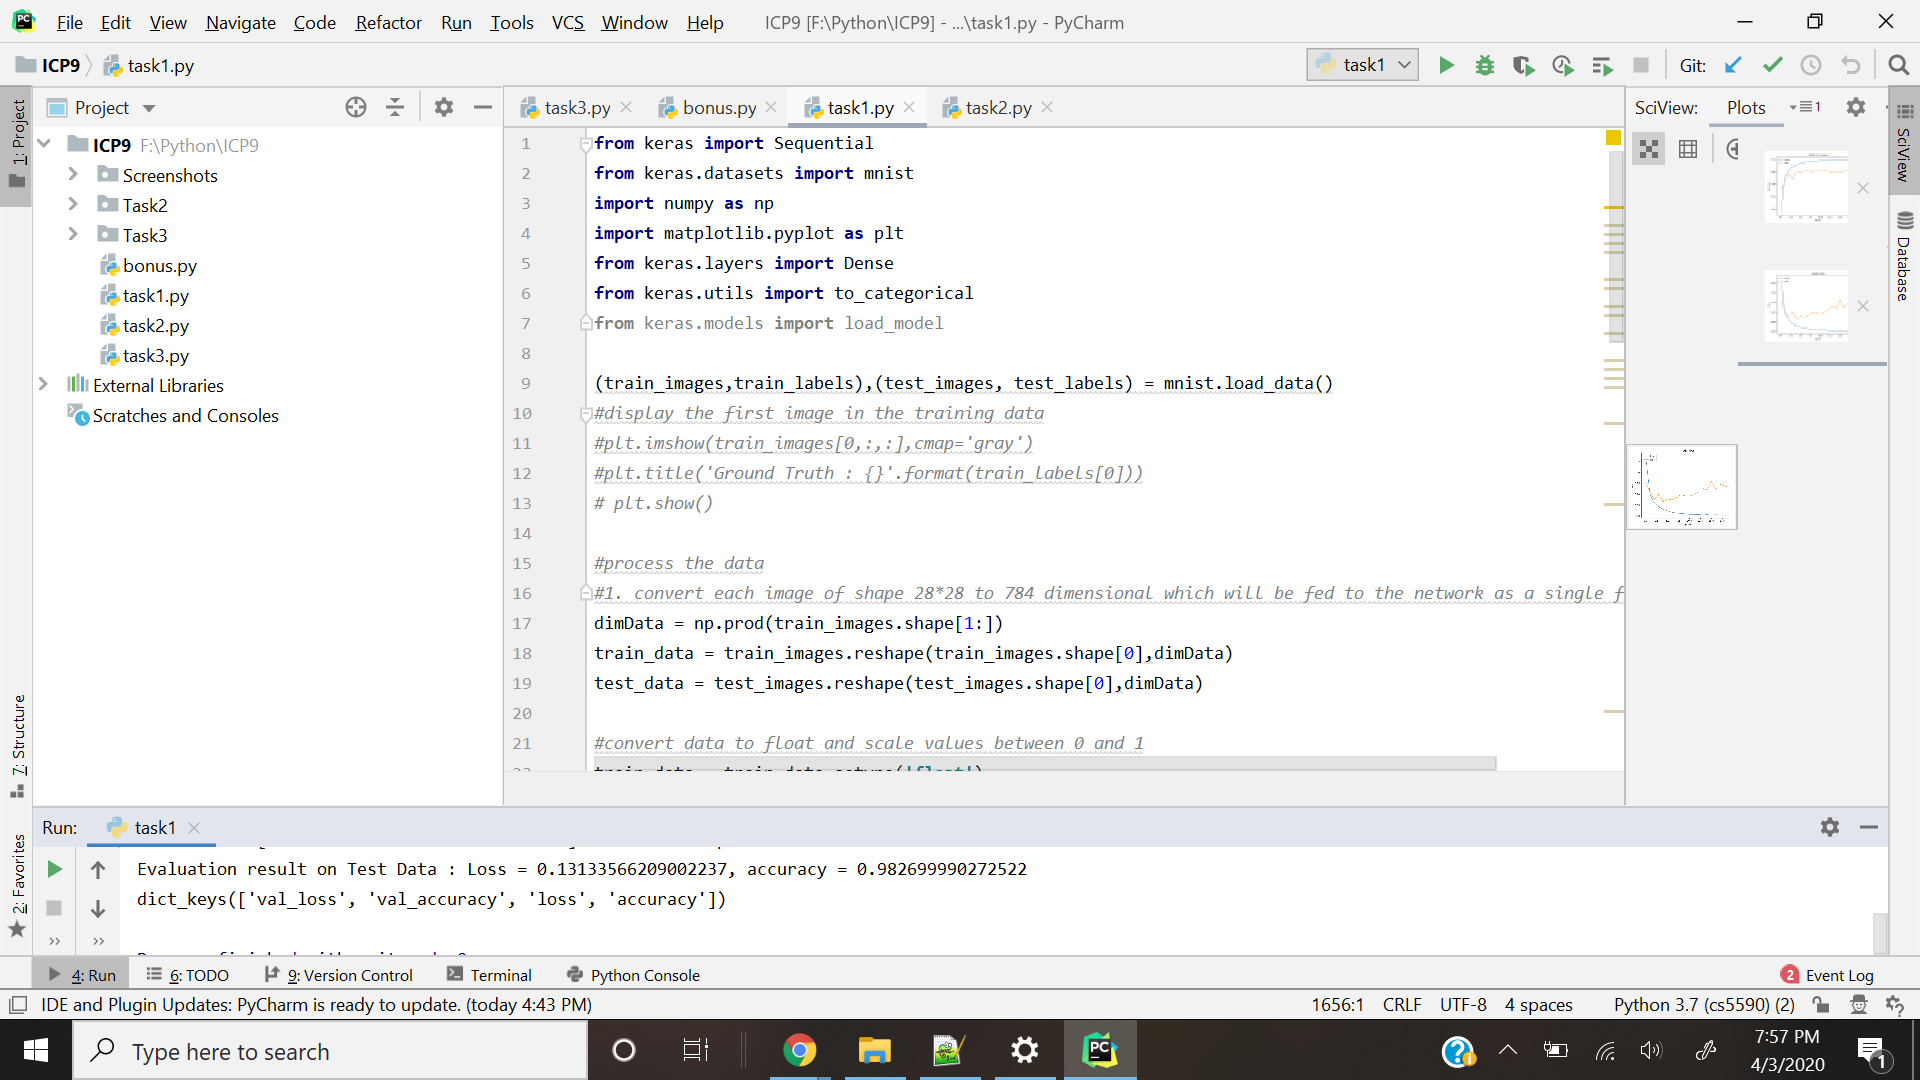 File Edit View Navigate Code Refactor Run Tools VCS Window Help ICP9 [F:\Python\ICP9] - ...\task1.py - PyCharm
ICP9 task1.py task1 Git:
Project
task3.py bonus.py task1.py task2.py
SciView: Plots 1
1: Project
ICP9 F:\Python\ICP9
Screenshots
Task2
Task3
bonus.py
task1.py
task2.py
task3.py
External Libraries
Scratches and Consoles
7: Structure
2: Favorites
1 from keras import Sequential
2 from keras.datasets import mnist
3 import numpy as np
4 import matplotlib.pyplot as plt
5 from keras.layers import Dense
6 from keras.utils import to_categorical
7 from keras.models import load_model
8
9 (train_images,train_labels),(test_images, test_labels) = mnist.load_data()
10 #display the first image in the training data
11 #plt.imshow(train_images[0,:,:],cmap='gray')
12 #plt.title('Ground Truth : {}'.format(train_labels[0]))
13 # plt.show()
14
15 #process the data
16 #1. convert each image of shape 28*28 to 784 dimensional which will be fed to the network as a single f
17 dimData = np.prod(train_images.shape[1:])
18 train_data = train_images.reshape(train_images.shape[0],dimData)
19 test_data = test_images.reshape(test_images.shape[0],dimData)
20
21 #convert data to float and scale values between 0 and 1
SciView
Database
Run: task1
Evaluation result on Test Data : Loss = 0.13133566209002237, accuracy = 0.982699990272522
dict_keys(['val_loss', 'val_accuracy', 'loss', 'accuracy'])
4: Run 6: TODO 9: Version Control Terminal Python Console 2 Event Log
IDE and Plugin Updates: PyCharm is ready to update. (today 4:43 PM) 1656:1 CRLF UTF-8 4 spaces Python 3.7 (cs5590) (2)
Type here to search
7:57 PM
4/3/2020
1